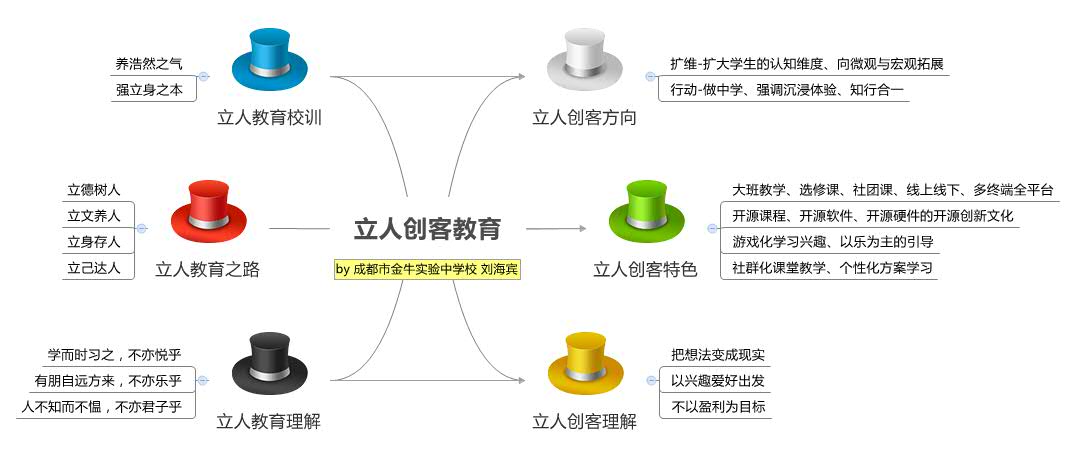 养浩然之气
强立身之本
立人教育校训
扩维-扩大学生的认知维度、向微观与宏观拓展
行动-做中学、强调沉浸体验、知行合一
立人创客方向
立德树人
立文养人
立身存人
立己达人
立人教育之路
立人创客教育
by 成都市金牛实验中学校 刘海宾
大班教学、选修课、社团课、线上线下、多终端全平台
开源课程、开源软件、开源硬件的开源创新文化
游戏化学习兴趣、以乐为主的引导
社群化课堂教学、个性化方案学习
立人创客特色
学而时习之，不亦悦乎
有朋自远方来，不亦乐乎
人不知而不愠，不亦君子乎
立人教育理解
把想法变成现实
以兴趣爱好出发
不以盈利为目标
立人创客理解